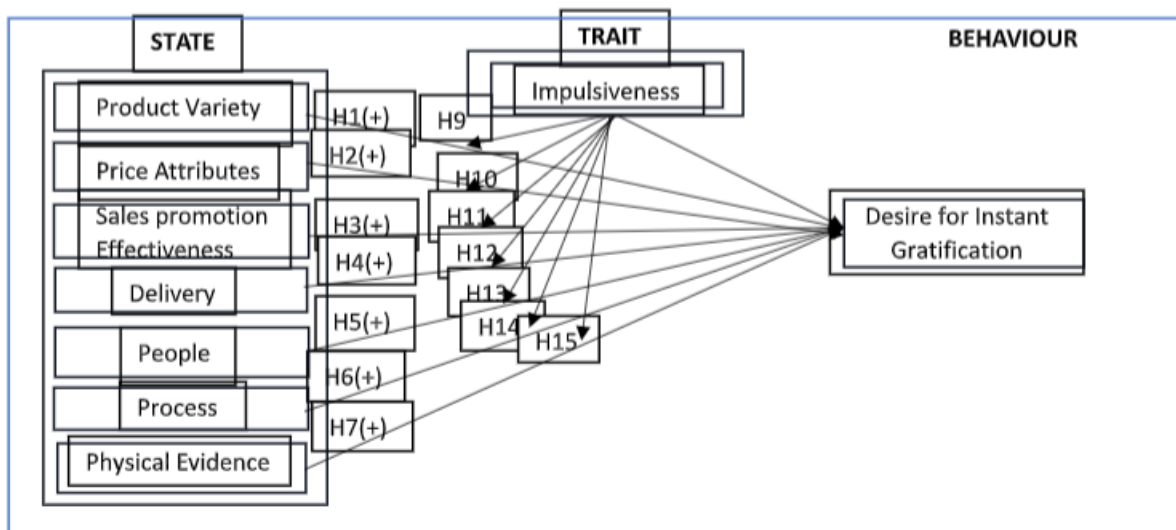 STATE
TRAIT
BEHAVIOUR
Impulsiveness
Product Variety
H1(+)
H9
H2(+)
Price Attributes
H10
Sales promotion
Effectiveness
H3(+)
H11
Desire for Instant
Gratification
H4(+)
H12
Delivery
H13
H5(+)
H14
H15
People
H6(+)
Process
H7(+)
Physical Evidence